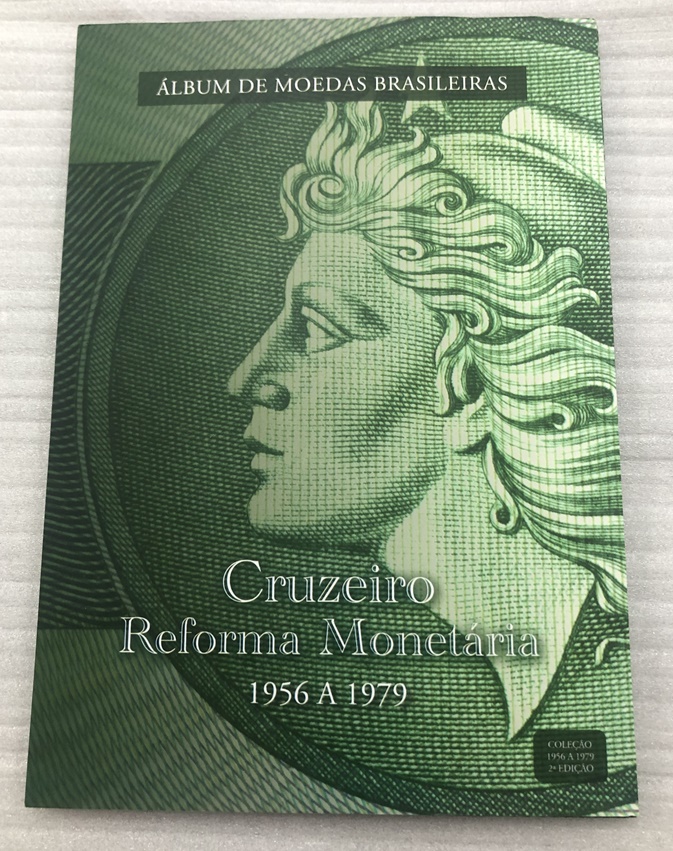 ÁLBUM DE MOEDAS BRASILEIRAS
Cruzeiro
Reforma Monetária
1956 A 1979
COLEÇÃO
1956 A 1979
2ª EDIÇÃO